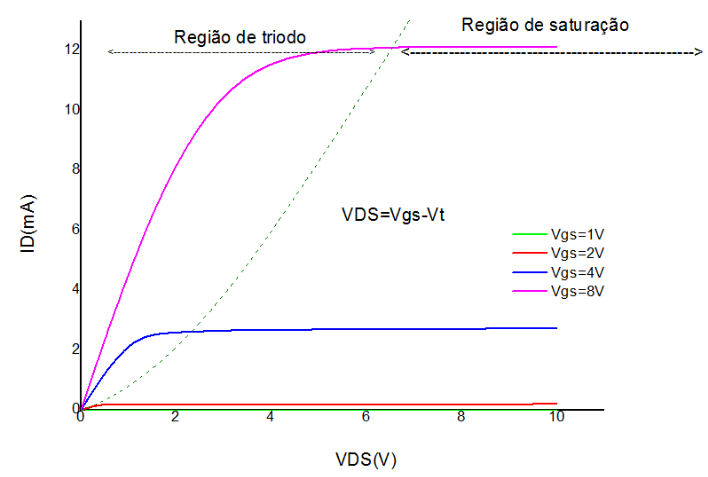 Região de triodo
Região de saturação
12
10
8
6
4
2
0
ID(mA)
VDS=Vgs-Vt
Vgs=1V
Vgs=2V
Vgs=4V
Vgs=8V
0 2 4 6 8 10
VDS(V)